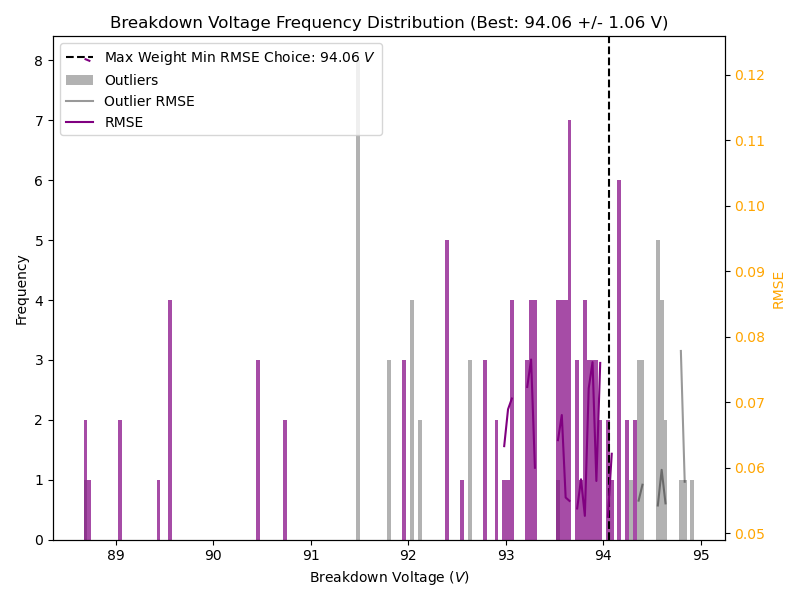 Breakdown Voltage Frequency Distribution (Best: 94.06 +/- 1.06 V)
Max Weight Min RMSE Choice: 94.06 V
Outliers
Outlier RMSE
RMSE
Frequency
8
7
6
5
4
3
2
1
0
0.12
0.11
0.10
0.09
0.08
0.07
0.06
0.05
RMSE
89 90 91 92 93 94 95
Breakdown Voltage (V)